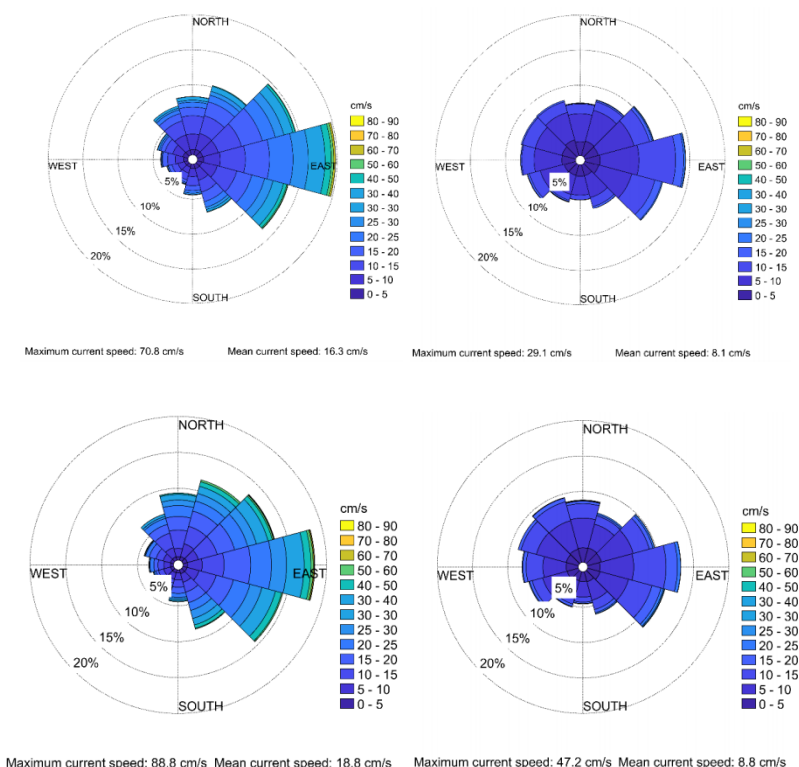 NORTH
cm/s
80 - 90
70 - 80
60 - 70
50 - 60
40 - 50
30 - 40
30 - 30
25 - 30
20 - 25
15 - 20
10 - 15
5 - 10
0 - 5
WEST
EAST
5%
10%
15%
20%
SOUTH
Maximum current speed: 70.8 cm/s Mean current speed: 16.3 cm/s
NORTH
cm/s
80 - 90
70 - 80
60 - 70
50 - 60
40 - 50
30 - 40
30 - 30
25 - 30
20 - 25
15 - 20
10 - 15
5 - 10
0 - 5
WEST
EAST
5%
10%
15%
20%
SOUTH
Maximum current speed: 29.1 cm/s Mean current speed: 8.1 cm/s
NORTH
cm/s
80 - 90
70 - 80
60 - 70
50 - 60
40 - 50
30 - 40
30 - 30
25 - 30
20 - 25
15 - 20
10 - 15
5 - 10
0 - 5
WEST
EAST
5%
10%
15%
20%
SOUTH
Maximum current speed: 88.8 cm/s Mean current speed: 18.8 cm/s
NORTH
cm/s
80 - 90
70 - 80
60 - 70
50 - 60
40 - 50
30 - 40
30 - 30
25 - 30
20 - 25
15 - 20
10 - 15
5 - 10
0 - 5
WEST
EAST
5%
10%
15%
20%
SOUTH
Maximum current speed: 47.2 cm/s Mean current speed: 8.8 cm/s